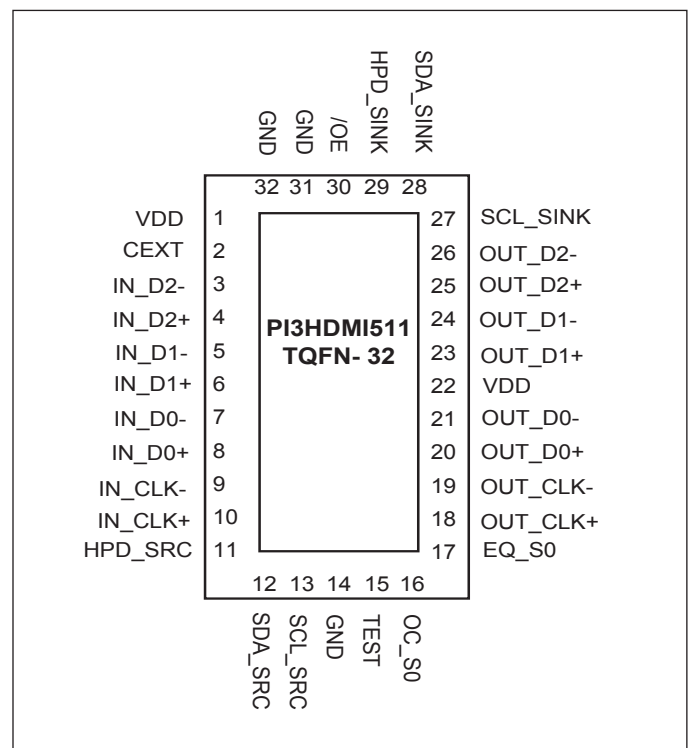 GND
GND
/OE
HPD_SINK
SDA_SINK
32 31 30 29 28
VDD 1
CEXT 2
IN_D2- 3
IN_D2+ 4
IN_D1- 5
IN_D1+ 6
IN_D0- 7
IN_D0+ 8
IN_CLK- 9
IN_CLK+ 10
HPD_SRC 11
PI3HDMI511
TQFN- 32
27 SCL_SINK
26 OUT_D2-
25 OUT_D2+
24 OUT_D1-
23 OUT_D1+
22 VDD
21 OUT_D0-
20 OUT_D0+
19 OUT_CLK-
18 OUT_CLK+
17 EQ_S0
12 13 14 15 16
SDA_SRC
SCL_SRC
GND
TEST
OC_S0